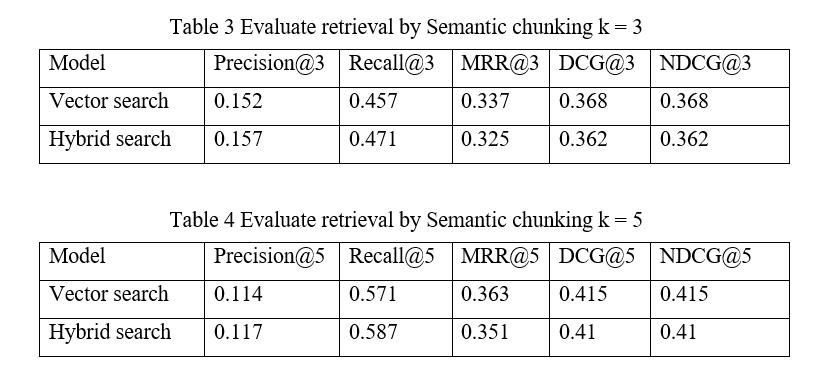 Table 3 Evaluate retrieval by Semantic chunking k = 3
Model Precision@3 Recall@3 MRR@3 DCG@3 NDCG@3
Vector search 0.152 0.457 0.337 0.368 0.368
Hybrid search 0.157 0.471 0.325 0.362 0.362
Table 4 Evaluate retrieval by Semantic chunking k = 5
Model Precision@5 Recall@5 MRR@5 DCG@5 NDCG@5
Vector search 0.114 0.571 0.363 0.415 0.415
Hybrid search 0.117 0.587 0.351 0.41 0.41